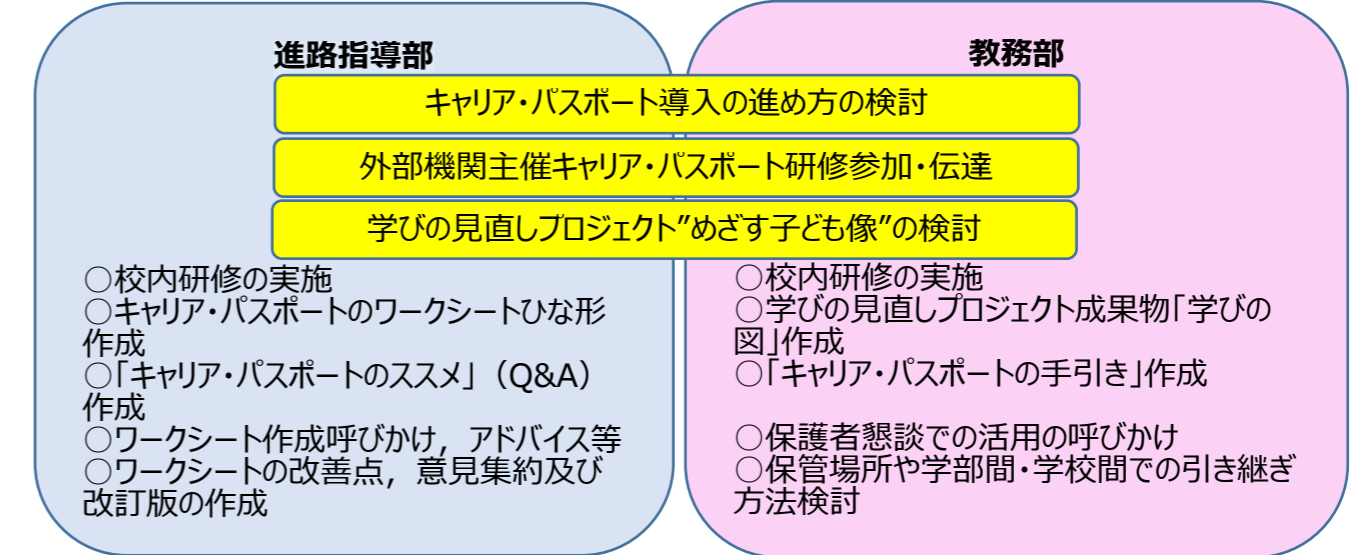 進路指導部
教務部
キャリア・パスポート導入の進め方の検討
外部機関主催キャリア・パスポート研修参加・伝達
学びの見直しプロジェクト”めざす子ども像”の検討
○校内研修の実施
○キャリア・パスポートのワークシートひな形
作成
○「キャリア・パスポートのススメ」（Q&A）
作成
○ワークシート作成呼びかけ，アドバイス等
○ワークシートの改善点，意見集約及び
改訂版の作成
○校内研修の実施
○学びの見直しプロジェクト成果物「学びの
図」作成
○「キャリア・パスポートの手引き」作成
○保護者懇談での活用の呼びかけ
○保管場所や学部間・学校間での引き継ぎ
方法検討